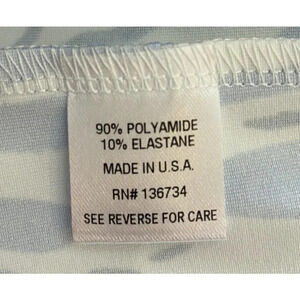 90% POLYAMIDE
10% ELASTANE
MADE IN U.S.A.
RN# 136734
SEE REVERSE FOR CARE